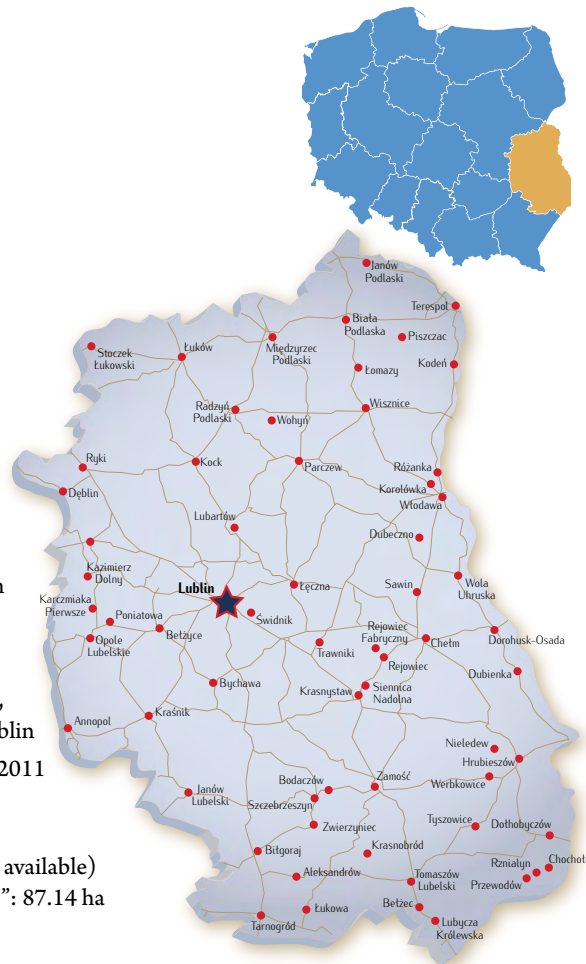 Janów
Podlaski
Terespol
Biała
Podlaska
Piszczac
Stoczek
Łukowski
Łuków
Międzyrzec
Podlaski
Kodeń
Łomazy
Radzyń
Podlaski
Wohyń
Wisznice
Ryki
Kock
Parczew
Różanka
Korolówka
Włodawa
Dęblin
Lubartów
Dubeczno
Kazimierz
Dolny
Lublin
Łęczna
Sawin
Wola
Uhruska
Karczmiaka
Pierwsze
Poniatowa
Świdnik
Rejowiec
Fabryczny
Opole
Lubelskie
Bełżyce
Trawniki
Chełm
Dorohusk-Osada
Rejowiec
Bychawa
Siennica
Nadolna
Krasnystaw
Dubienka
Annopol
Kraśnik
Nieledew
Hrubieszów
Janów
Lubelski
Bodaczów
Zamość
Werbkowice
Szczebrzeszyn
Tyszowice
Dothobyczów
Zwierzyniec
Biłgoraj
Krasnobród
Aleksandrów
Tomaszów
Lubelski
Rznialyn
Chochoł
Przewodów
Łukowa
Bełżec
Tarnogród
Lubycza
Królewska
n
,
blin
2011
available)
”: 87.14 ha